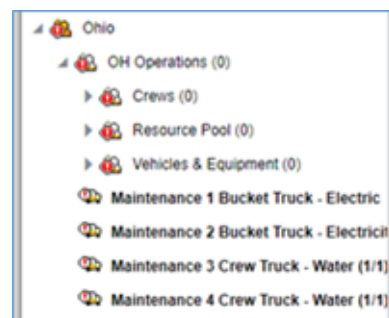 Ohio
OH Operations (0)
Crews (0)
Resource Pool (0)
Vehicles & Equipment (0)
Maintenance 1 Bucket Truck - Electric
Maintenance 2 Bucket Truck - Electricit
Maintenance 3 Crew Truck - Water (1/1)
Maintenance 4 Crew Truck - Water (1/1)